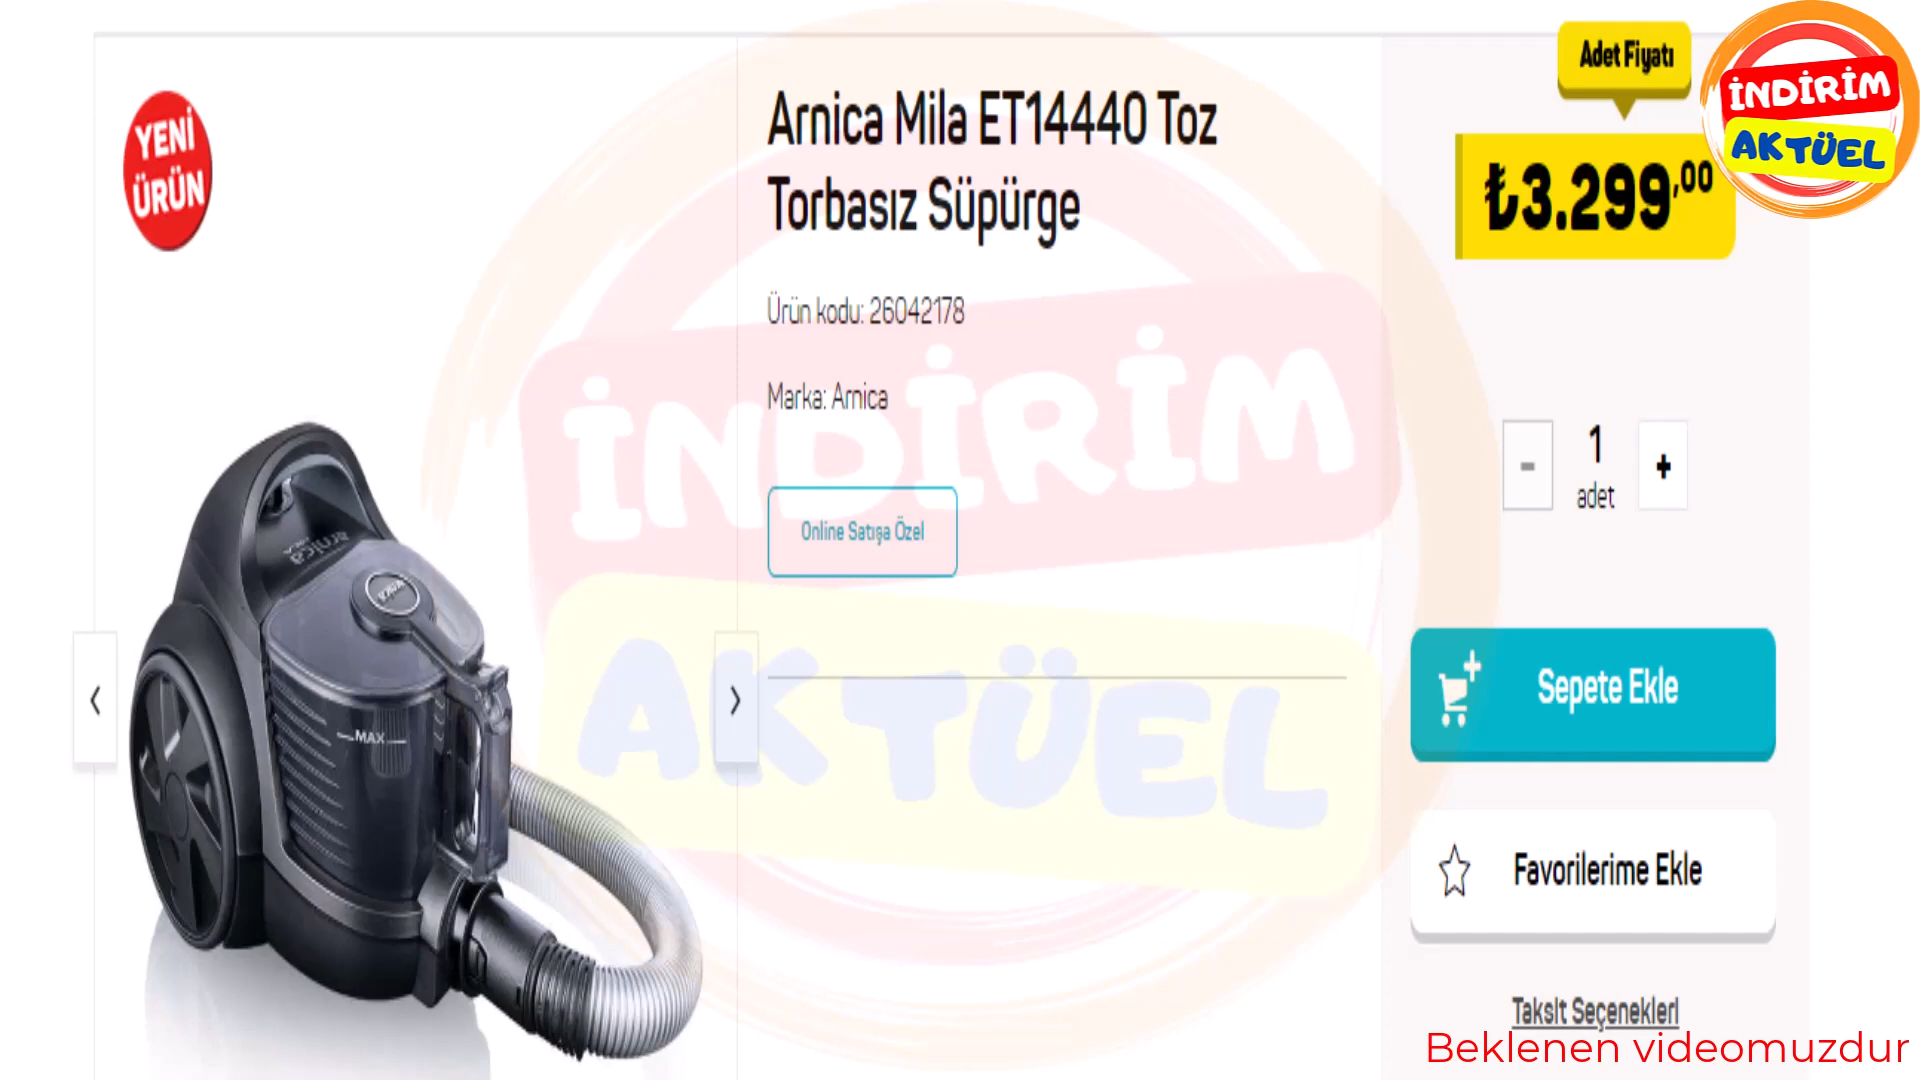 YENİ
ÜRÜN
Arnica Mila ET14440 Toz
Torbasız Süpürge
Ürün kodu: 26042178
Marka: Arnica
Online Satışa Özel
arnica
MAX
Adet Fiyatı
₺3.299,00
İNDİRİM
AKTÜEL
-
1
+
adet
Sepete Ekle
Favorilerime Ekle
Taksit Seçenekleri
Beklenen videomuzdur
İNDİRİM
AKTÜEL